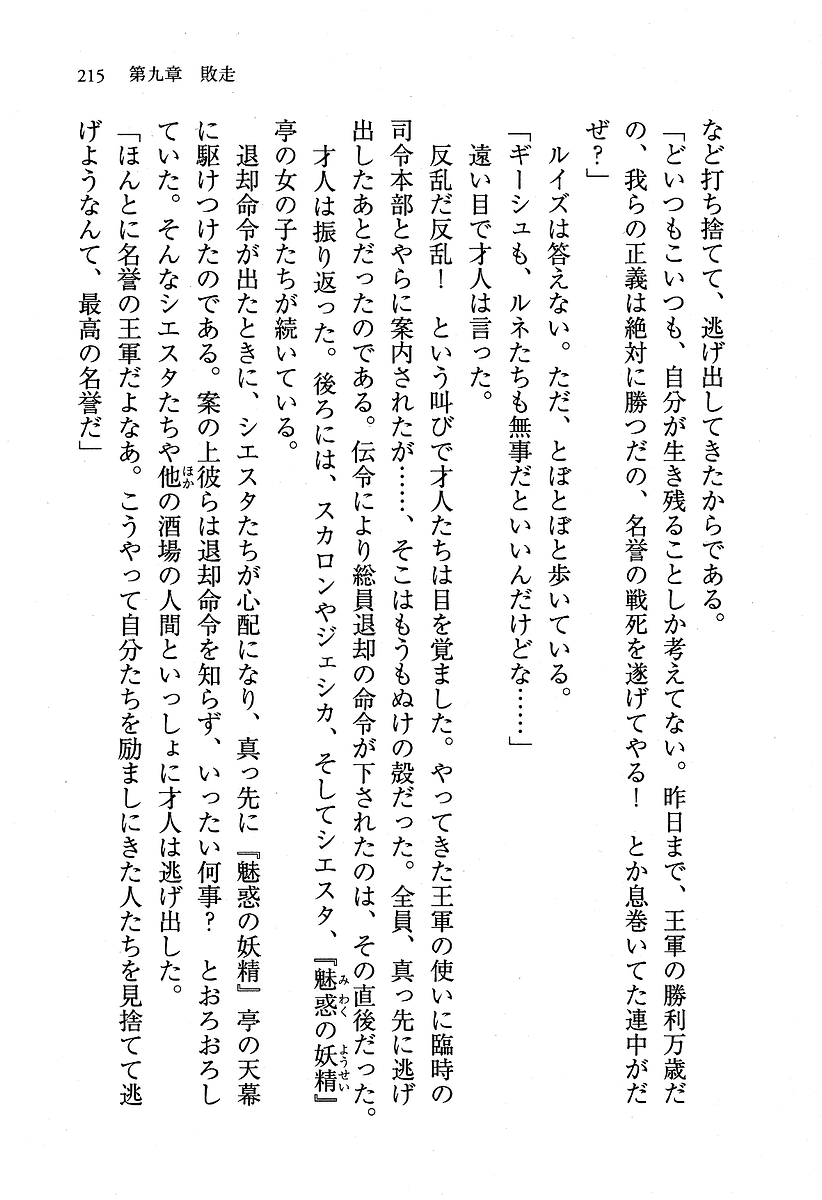 215　第九章　敗走
など打ち捨てて、逃げ出してきたからである。
「どいつもこいつも、自分が生き残ることしか考えてない。昨日まで、王軍の勝利万歳だ
の、我らの正義は絶対に勝つだの、名誉の戦死を遂げてやる！　とか息巻いてた連中がだ
ぜ？」
　ルイズは答えない。ただ、とぼとぼと歩いている。
「ギーシュも、ルネたちも無事だといいんだけどな……」
　遠い目で才人は言った。
　反乱だ反乱！　という叫びで才人たちは目を覚ました。やってきた王軍の使いに臨時の
司令本部とやらに案内されたが……、そこはもうもぬけの殻だった。全員、真っ先に逃げ
出したあとだったのである。伝令により総員退却の命令が下されたのは、その直後だった。
　才人は振り返った。後ろには、スカロンやジェシカ、そしてシエスタ、『魅惑の妖精』
亭の女の子たちが続いている。
　退却命令が出たときに、シエスタたちが心配になり、真っ先に『魅惑の妖精』亭の天幕
に駆けつけたのである。案の上彼らは退却命令を知らず、いったい何事？　とおろおろし
ていた。そんなシエスタたちや他の酒場の人間といっしょに才人は逃げ出した。
「ほんとに名誉の王軍だよなあ。こうやって自分たちを励ましにきた人たちを見捨てて逃
げようなんて、最高の名誉だ」